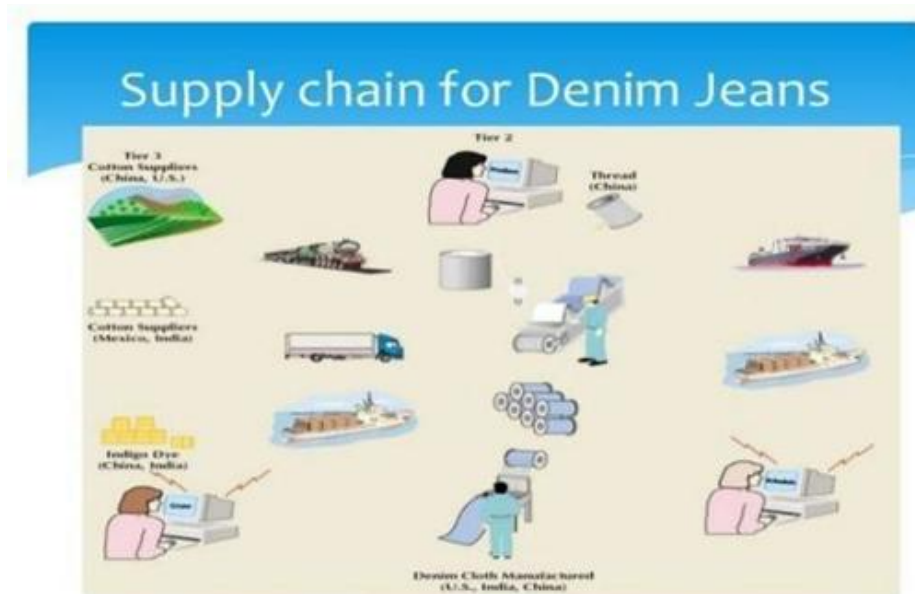 Supply chain for Denim Jeans
Tier 3
Cotton Suppliers
(China, U.S.)
Tier 2
Thread
(China)
Cotton Suppliers
(Mexico, India)
Indigo Dye
(China, India)
Denim Cloth Manufactured
(U.S., India, China)